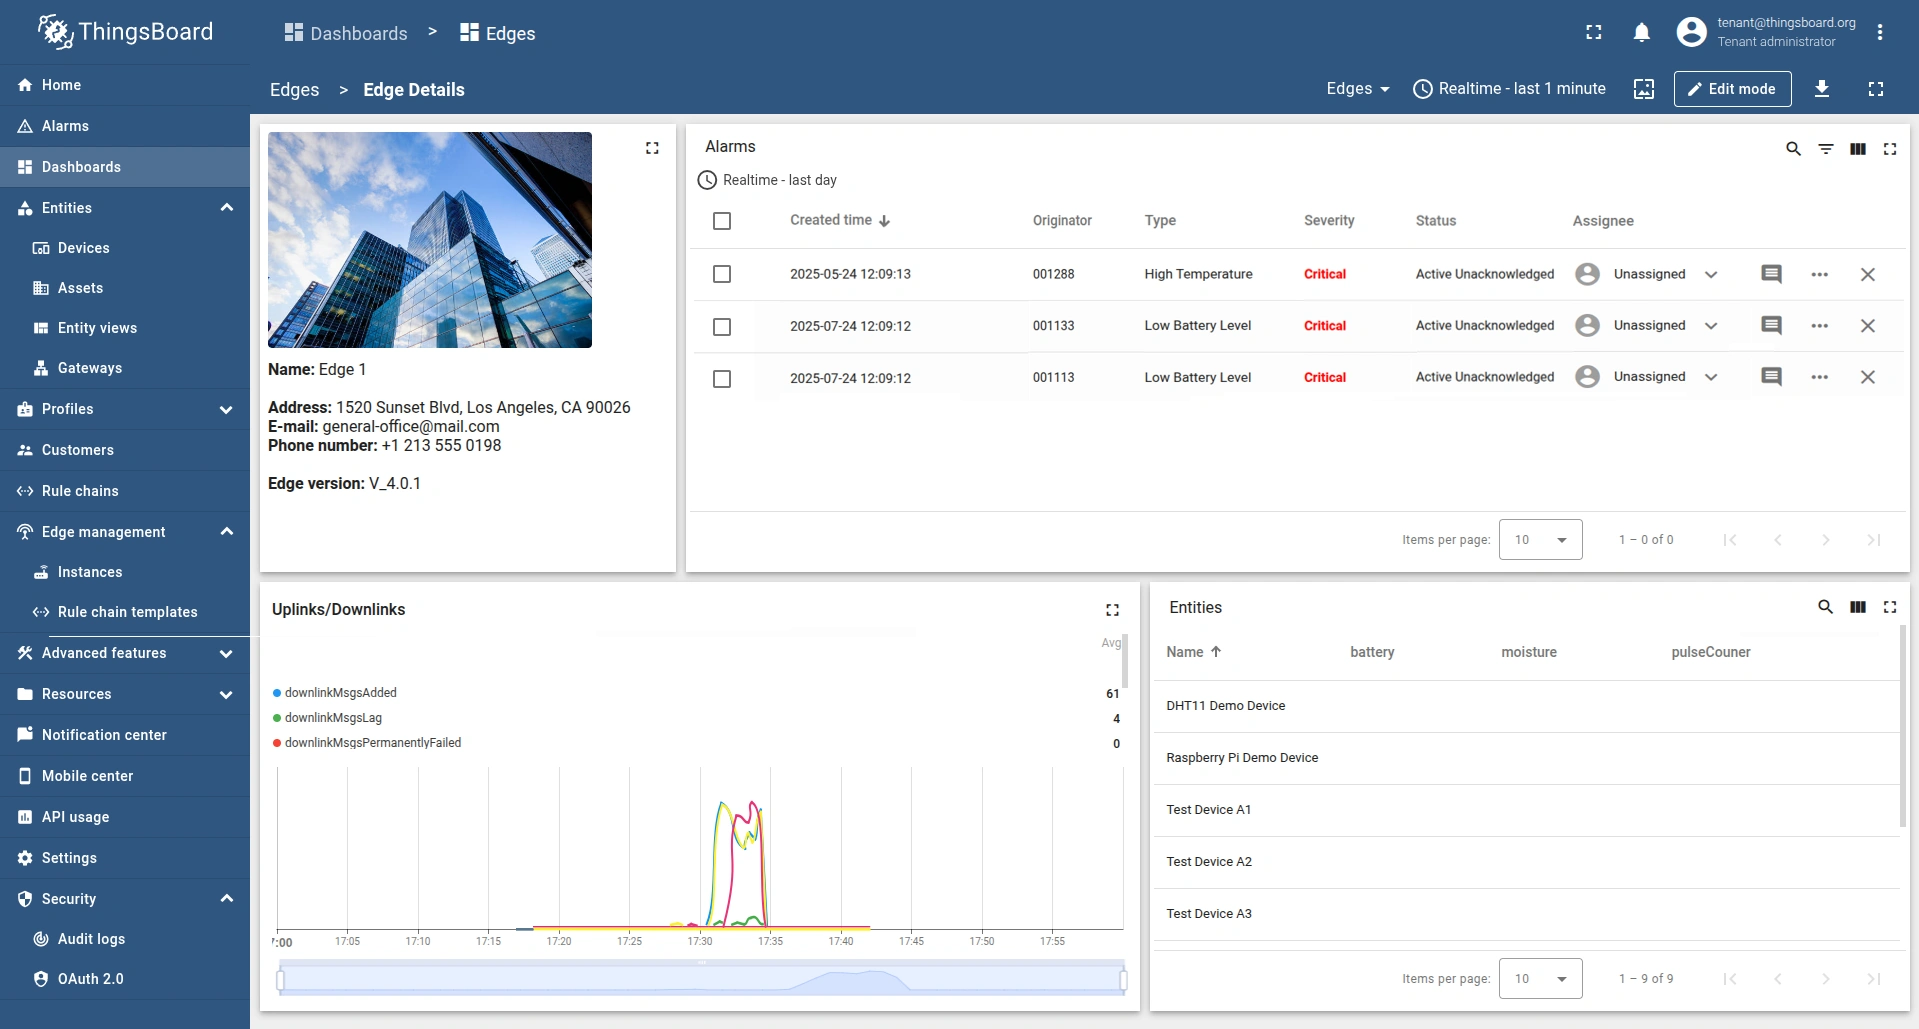 ThingsBoard
Dashboards > Edges
tenant@thingsboard.org
Tenant administrator
Edges > Edge Details
Edges
Realtime - last 1 minute
Edit mode
Home
Alarms
Dashboards
Entities
Devices
Assets
Entity views
Gateways
Profiles
Customers
Rule chains
Edge management
Instances
Rule chain templates
Advanced features
Resources
Notification center
Mobile center
API usage
Settings
Security
Audit logs
OAuth 2.0
Name: Edge 1
Address: 1520 Sunset Blvd, Los Angeles, CA 90026
E-mail: general-office@mail.com
Phone number: +1 213 555 0198
Edge version: V_4.0.1
Alarms
Realtime - last day
Created time Originator Type Severity Status Assignee
2025-05-24 12:09:13 001288 High Temperature Critical Active Unacknowledged Unassigned
2025-07-24 12:09:12 001133 Low Battery Level Critical Active Unacknowledged Unassigned
2025-07-24 12:09:12 001113 Low Battery Level Critical Active Unacknowledged Unassigned
Items per page: 10 1 – 0 of 0
Uplinks/Downlinks
Avg
downlinkMsgsAdded 61
downlinkMsgsLag 4
downlinkMsgsPermanentlyFailed 0
7:00 17:05 17:10 17:15 17:20 17:25 17:30 17:35 17:40 17:45 17:50 17:55
Entities
Name battery moisture pulseCouner
DHT11 Demo Device
Raspberry Pi Demo Device
Test Device A1
Test Device A2
Test Device A3
Items per page: 10 1 – 9 of 9